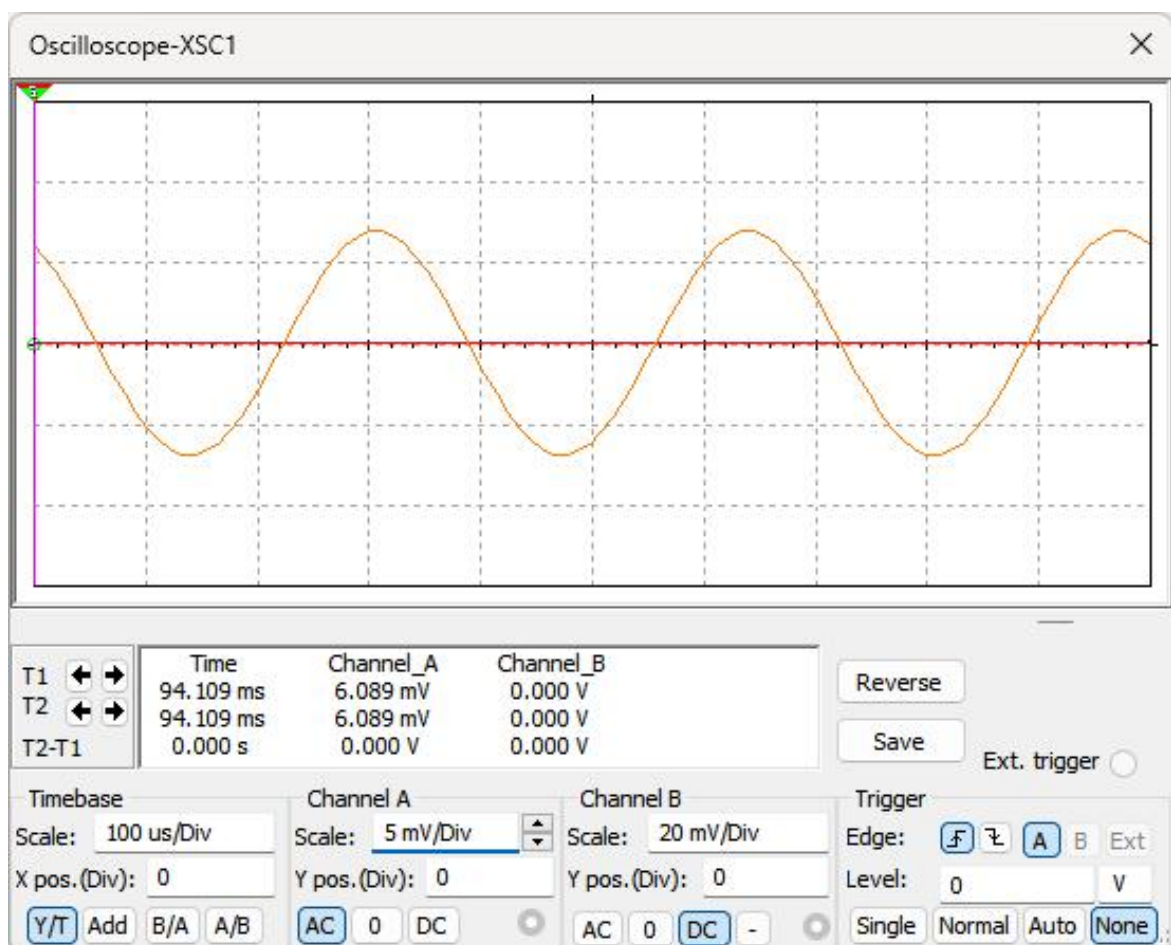 Oscilloscope-XSC1
Time Channel_A Channel_B
T1 94.109 ms 6.089 mV 0.000 V
T2 94.109 ms 6.089 mV 0.000 V
T2-T1 0.000 s 0.000 V 0.000 V
Reverse
Save
Ext. trigger
Timebase
Scale: 100 us/Div
X pos.(Div): 0
Y/T Add B/A A/B
Channel A
Scale: 5 mV/Div
Y pos.(Div): 0
AC 0 DC
Channel B
Scale: 20 mV/Div
Y pos.(Div): 0
AC 0 DC -
Trigger
Edge: A B Ext
Level: 0 V
Single Normal Auto None